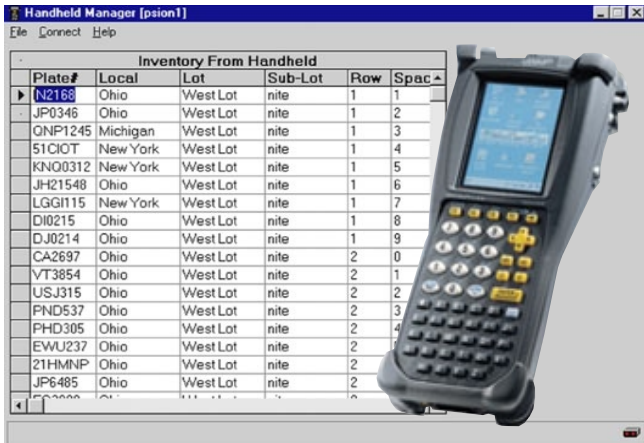 Handheld Manager [psion1]
File Connect Help
Inventory From Handheld
Plate# Local Lot Sub-Lot Row Spac
N2168 Ohio West Lot nite 1 1
JP0346 Ohio West Lot nite 1 2
QNP1245 Michigan West Lot nite 1 3
51CIOT New York West Lot nite 1 4
KNQ0312 New York West Lot nite 1 5
JH21548 Ohio West Lot nite 1 6
LGGI115 New York West Lot nite 1 7
DI0215 Ohio West Lot nite 1 8
DJ0214 Ohio West Lot nite 1 9
CA2697 Ohio West Lot nite 2 0
VT3854 Ohio West Lot nite 2 1
USJ315 Ohio West Lot nite 2 2
PND537 Ohio West Lot nite 2 3
PHD305 Ohio West Lot nite 2 4
EWU237 Ohio West Lot nite 2
21HMNP Ohio West Lot nite 2
JP6485 Ohio West Lot nite 2